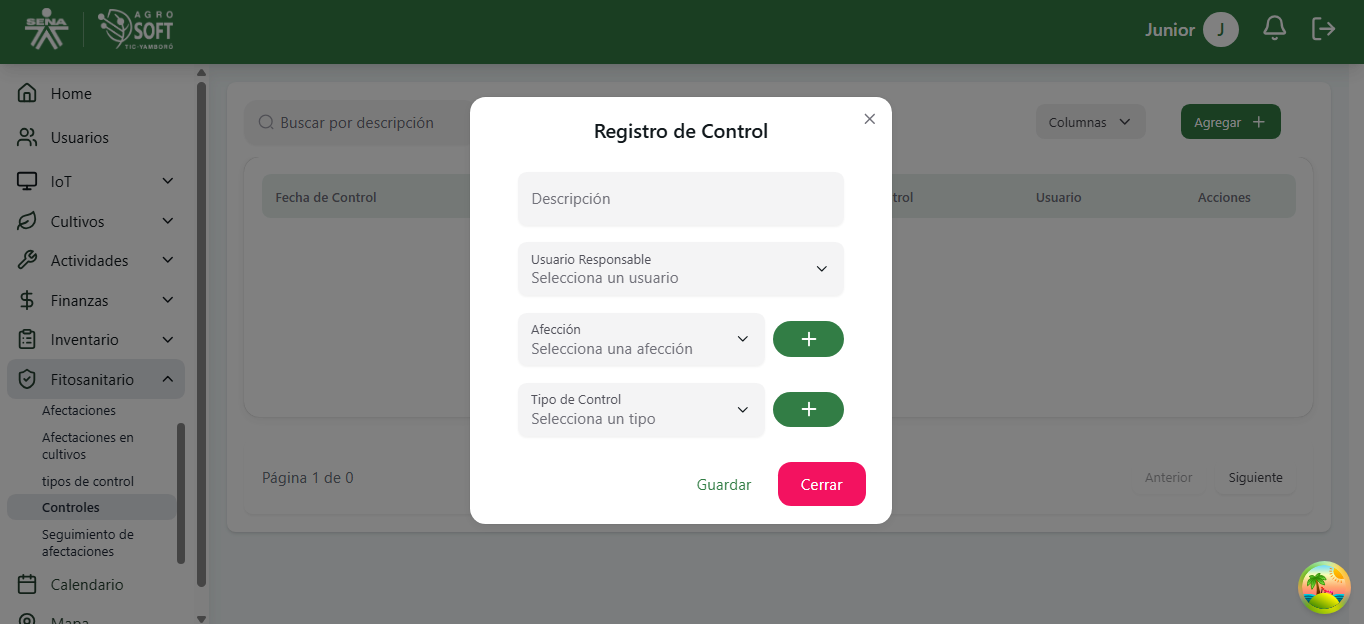 SENA
AGRO
SOFT
TIC-YAMBORÓ
Junior
J
Home
Usuarios
IoT
Cultivos
Actividades
Finanzas
Inventario
Fitosanitario
Afectaciones
Afectaciones en
cultivos
tipos de control
Controles
Seguimiento de
afectaciones
Calendario
Mapa
Buscar por descripción
Columnas
Agregar
Fecha de Control
trol
Usuario
Acciones
Página 1 de 0
Anterior
Siguiente
Registro de Control
Descripción
Usuario Responsable
Selecciona un usuario
Afección
Selecciona una afección
Tipo de Control
Selecciona un tipo
Guardar
Cerrar